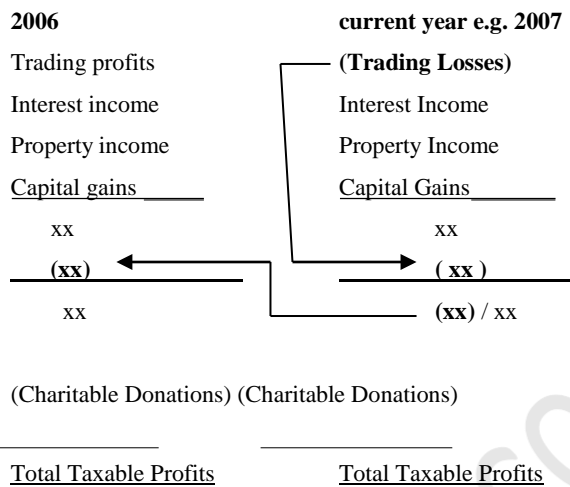 2006 current year e.g. 2007
Trading profits (Trading Losses)
Interest income Interest Income
Property income Property Income
Capital gains Capital Gains
xx xx
(xx) ( xx )
xx (xx) / xx
(Charitable Donations) (Charitable Donations)
Total Taxable Profits Total Taxable Profits